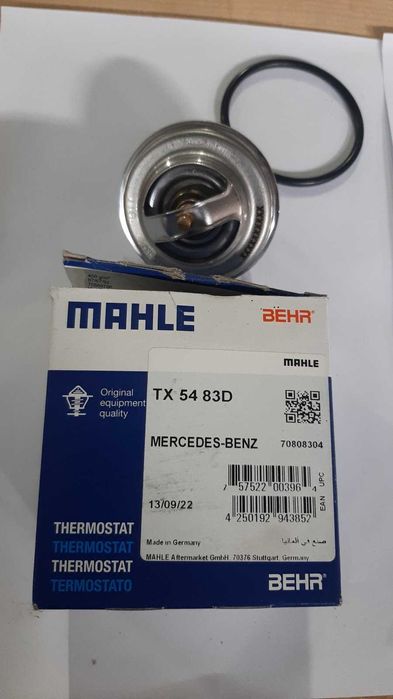 MAHLE BEHR
MAHLE
Original
equipment
quality
TX 54 83D
MERCEDES-BENZ 70808304
7 57522 00396 4
UPC
13/09/22
4 250192 943852
EAN
Made in Germany
صنع في المانيا
MAHLE Aftermarket GmbH, 70376 Stuttgart, Germany
THERMOSTAT
THERMOSTAT
THERMOSTAT
TERMOSTATO
BEHR